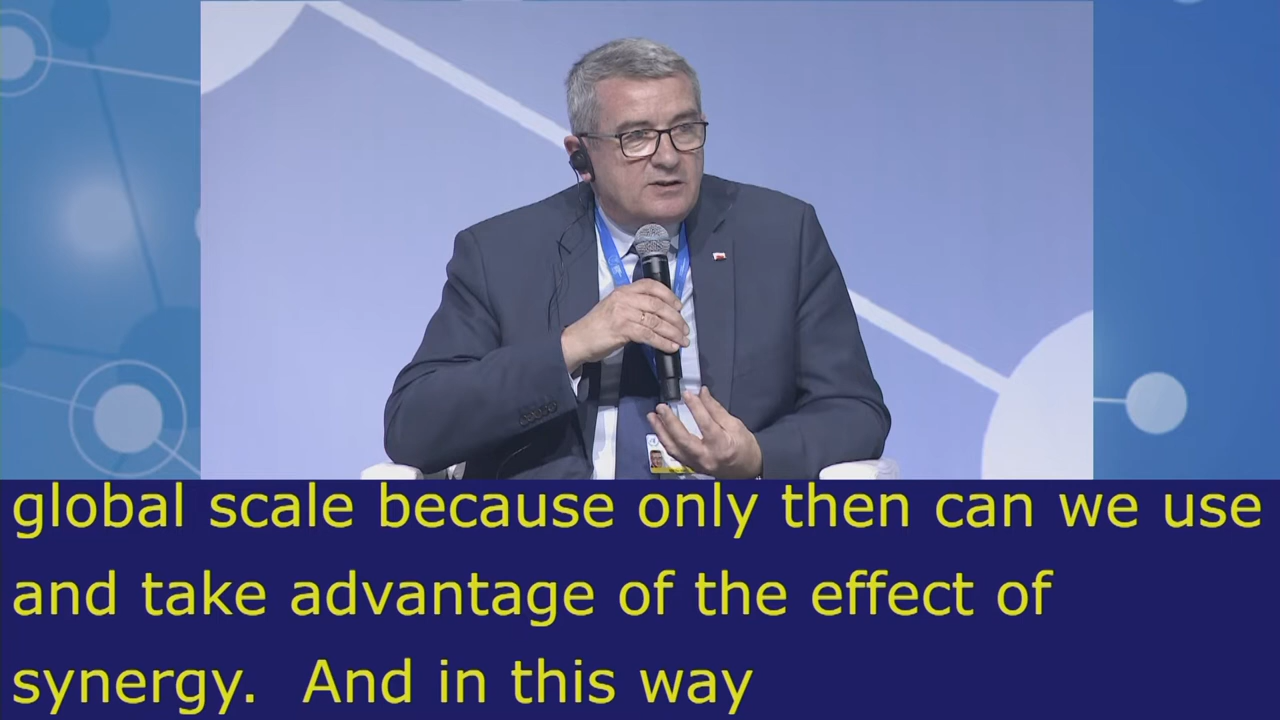 global scale because only then can we use
and take advantage of the effect of
synergy.  And in this way